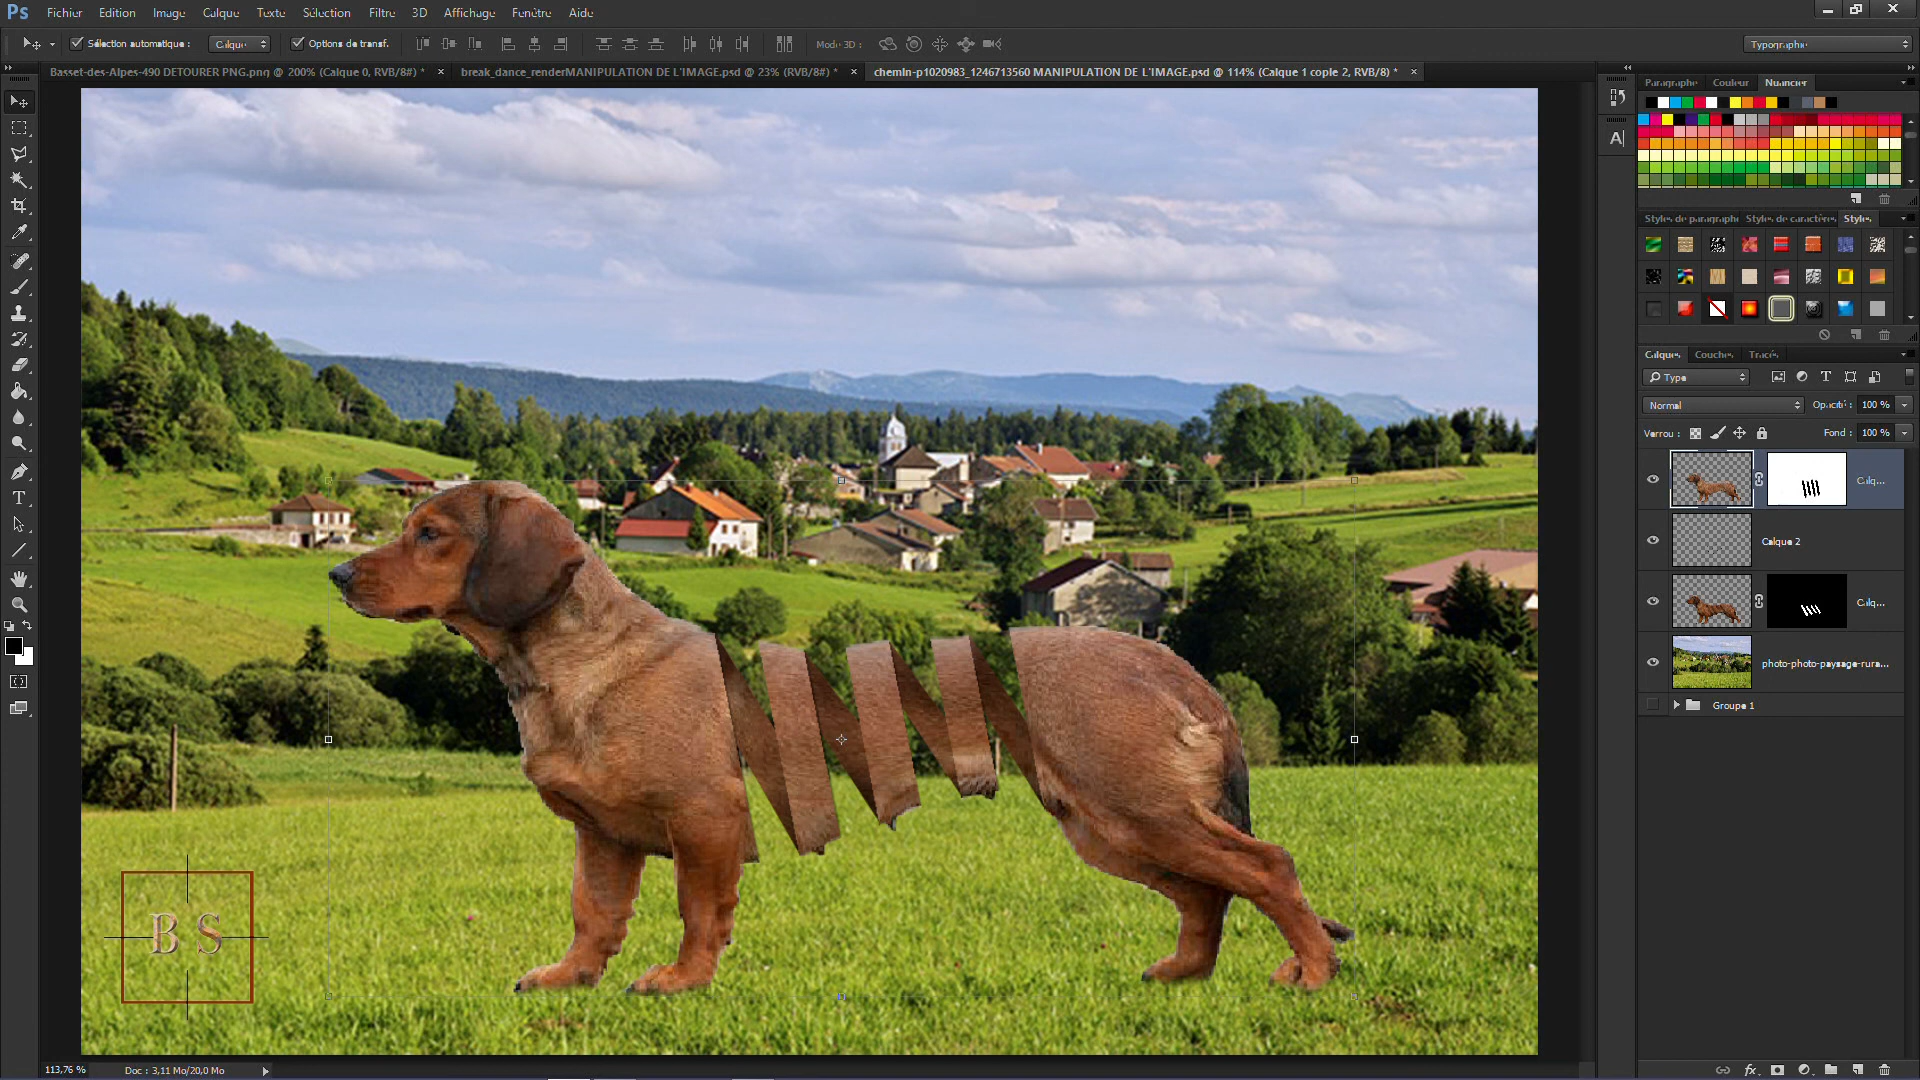 Ps Fichier Edition Image Calque Texte Sélection Filtre 3D Affichage Fenêtre Aide
Sélection automatique : Calque Options de transf. Mode 3D : Typographie
Basset-des-Alpes-490 DETOURER PNG.png @ 200% (Calque 0, RVB/8#) * × break_dance_renderMANIPULATION DE L'IMAGE.psd @ 23% (RVB/8#) * × chemin-p1020983_1246713560 MANIPULATION DE L'IMAGE.psd @ 114% (Calque 1 copie 2, RVB/8) * ×
Paragraphe Couleur Nuancier
A
Styles de paragraphe Styles de caractères Styles
Calques Couches Tracés
Type
Normal Opacité : 100 %
Verrou : Fond : 100 %
Calq...
Calque 2
Calq...
photo-photo-paysage-rura...
Groupe 1
B S
113,76 % Doc : 3,11 Mo/20,0 Mo
fx